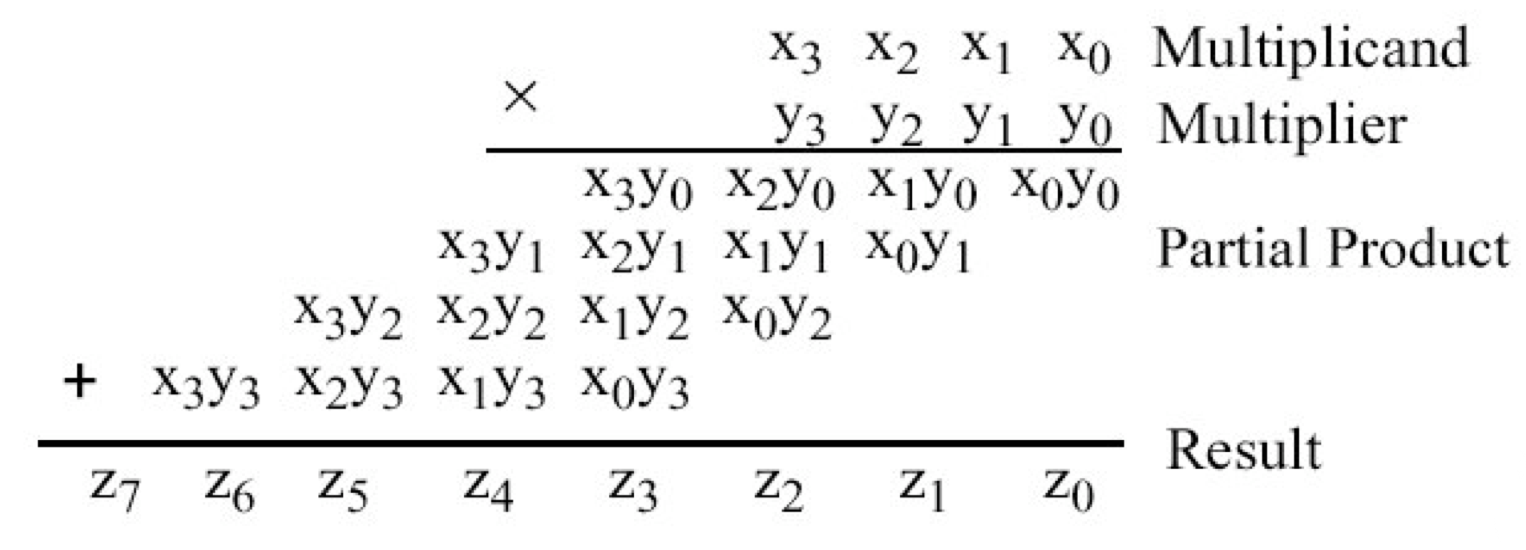 x₃ x₂ x₁ x₀ Multiplicand
× y₃ y₂ y₁ y₀ Multiplier
x₃y₀ x₂y₀ x₁y₀ x₀y₀
x₃y₁ x₂y₁ x₁y₁ x₀y₁ Partial Product
x₃y₂ x₂y₂ x₁y₂ x₀y₂
+ x₃y₃ x₂y₃ x₁y₃ x₀y₃
z₇ z₆ z₅ z₄ z₃ z₂ z₁ z₀ Result